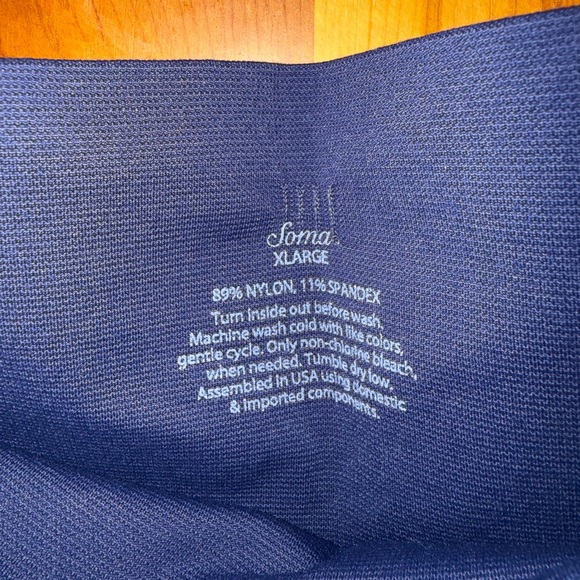 Soma
XLARGE
89% NYLON, 11% SPANDEX
Turn inside out before wash.
Machine wash cold with like colors,
gentle cycle. Only non-chlorine bleach,
when needed. Tumble dry low.
Assembled in USA using domestic
& imported components.